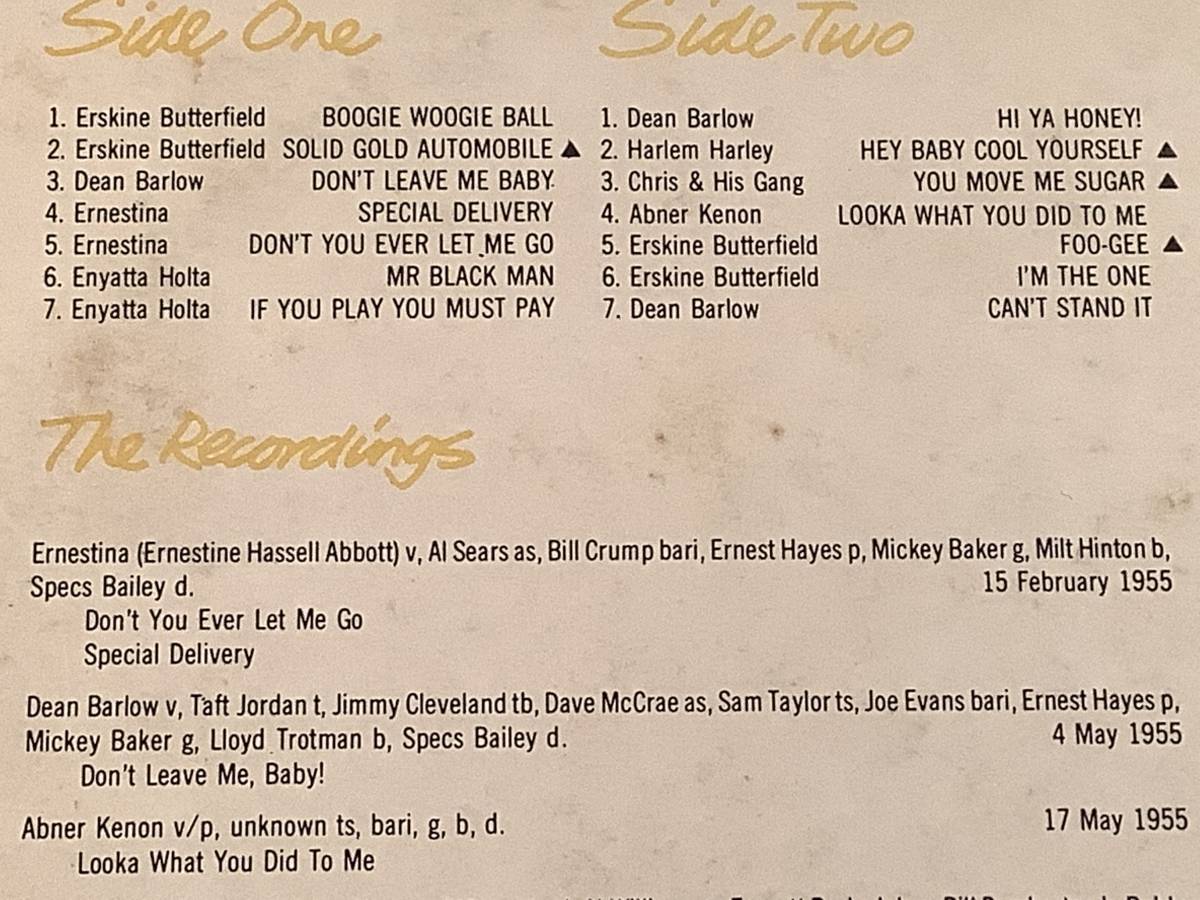 Side One
1. Erskine Butterfield BOOGIE WOOGIE BALL
2. Erskine Butterfield SOLID GOLD AUTOMOBILE ▲
3. Dean Barlow DON'T LEAVE ME BABY
4. Ernestina SPECIAL DELIVERY
5. Ernestina DON'T YOU EVER LET ME GO
6. Enyatta Holta MR BLACK MAN
7. Enyatta Holta IF YOU PLAY YOU MUST PAY
Side Two
1. Dean Barlow HI YA HONEY!
2. Harlem Harley HEY BABY COOL YOURSELF ▲
3. Chris & His Gang YOU MOVE ME SUGAR ▲
4. Abner Kenon LOOKA WHAT YOU DID TO ME
5. Erskine Butterfield FOO-GEE ▲
6. Erskine Butterfield I'M THE ONE
7. Dean Barlow CAN'T STAND IT
The Recordings
Ernestina (Ernestine Hassell Abbott) v, Al Sears as, Bill Crump bari, Ernest Hayes p, Mickey Baker g, Milt Hinton b,
Specs Bailey d. 15 February 1955
Don't You Ever Let Me Go
Special Delivery
Dean Barlow v, Taft Jordan t, Jimmy Cleveland tb, Dave McCrae as, Sam Taylor ts, Joe Evans bari, Ernest Hayes p,
Mickey Baker g, Lloyd Trotman b, Specs Bailey d. 4 May 1955
Don't Leave Me, Baby!
Abner Kenon v/p, unknown ts, bari, g, b, d. 17 May 1955
Looka What You Did To Me